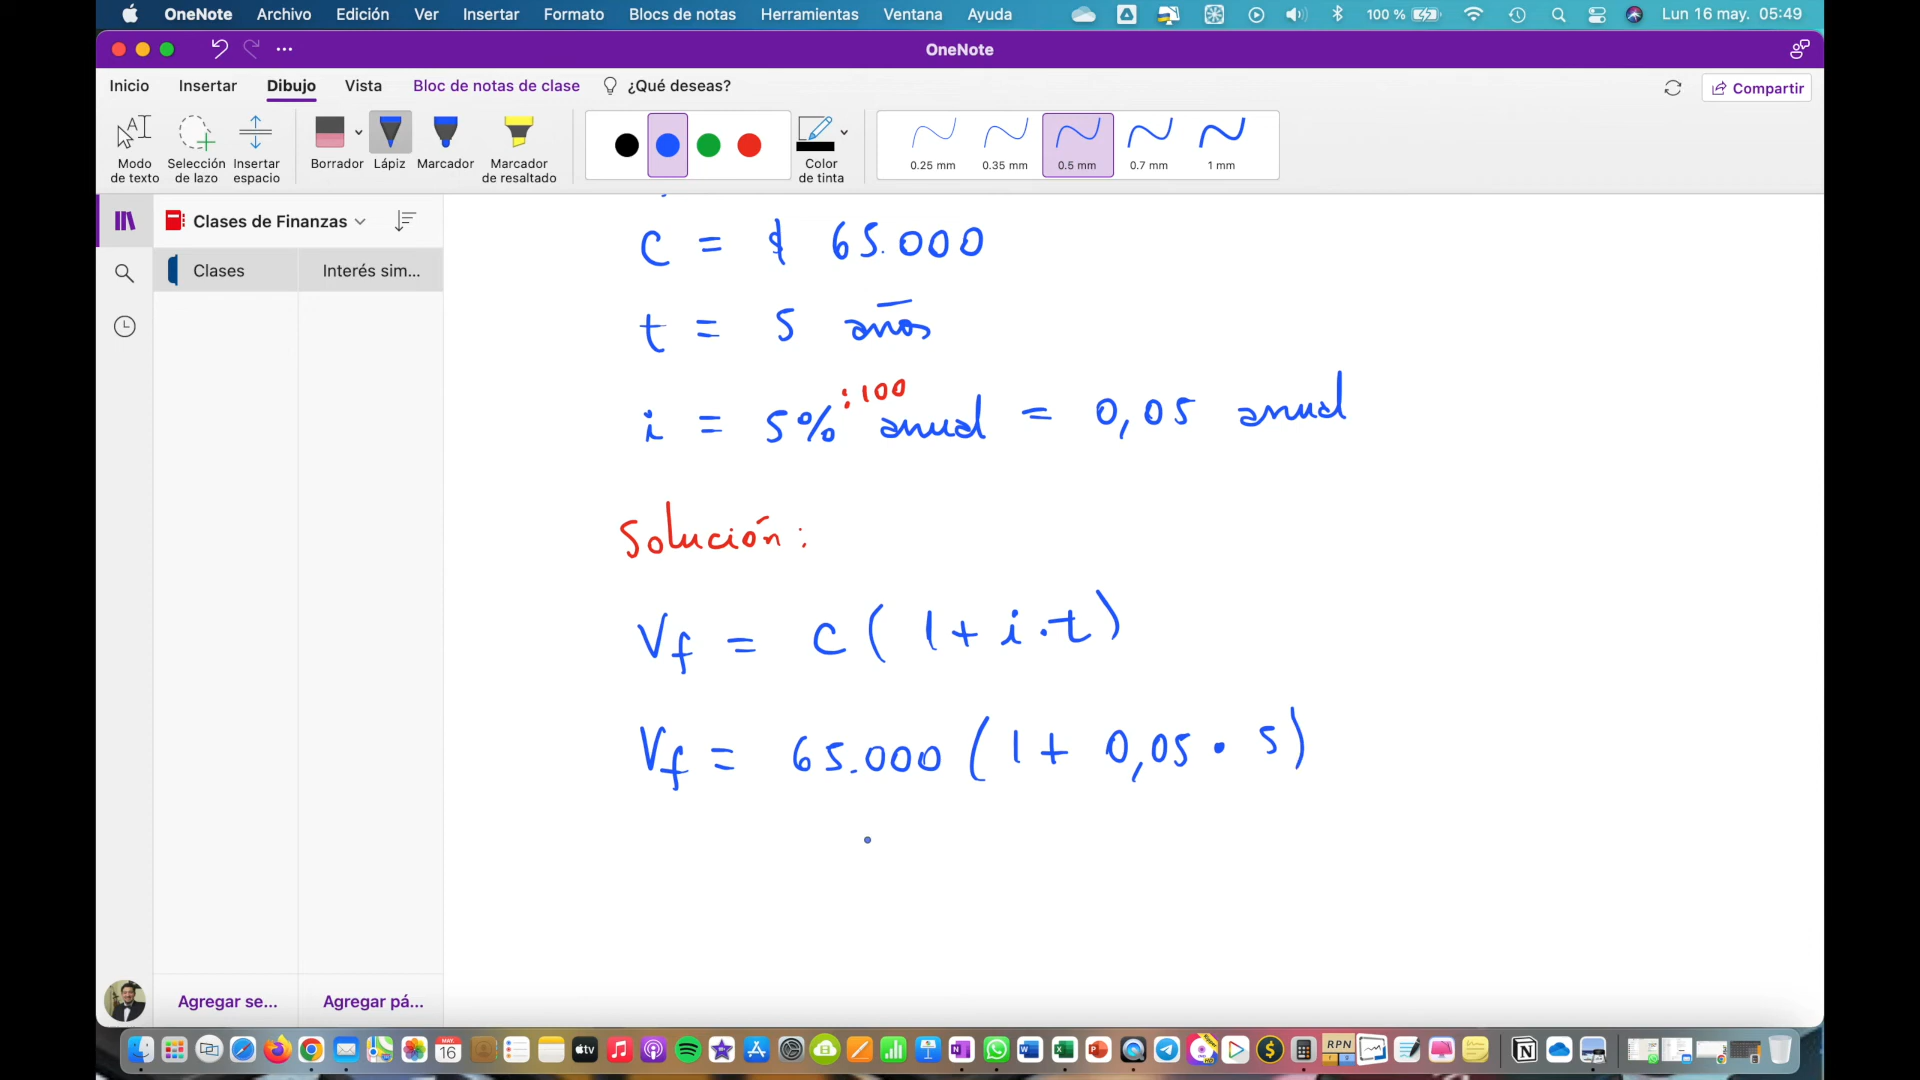 OneNote Archivo Edición Ver Insertar Formato Blocs de notas Herramientas Ventana Ayuda 100 % Lun 16 may. 05:49
OneNote
Inicio Insertar Dibujo Vista Bloc de notas de clase ¿Qué deseas? Compartir
Modo de texto
Selección de lazo
Insertar espacio
Borrador
Lápiz
Marcador
Marcador de resaltado
Color de tinta
0.25 mm 0.35 mm 0.5 mm 0.7 mm 1 mm
Clases de Finanzas
Clases Interés sim...
C = $ 65.000
t = 5 años
i = 5% :100 anual = 0,05 anual
Solución:
Vf = C ( 1 + i . t )
Vf = 65.000 ( 1 + 0,05 • 5 )
Agregar se... Agregar pá...
MAY. 16
tv
RPN